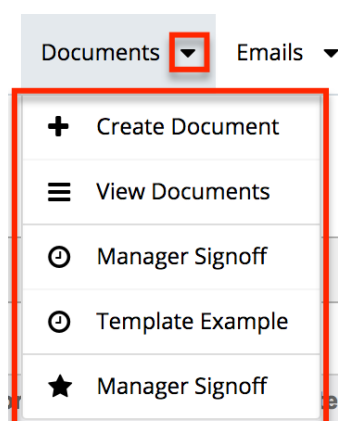 Documents Emails
Create Document
View Documents
Manager Signoff
Template Example
Manager Signoff